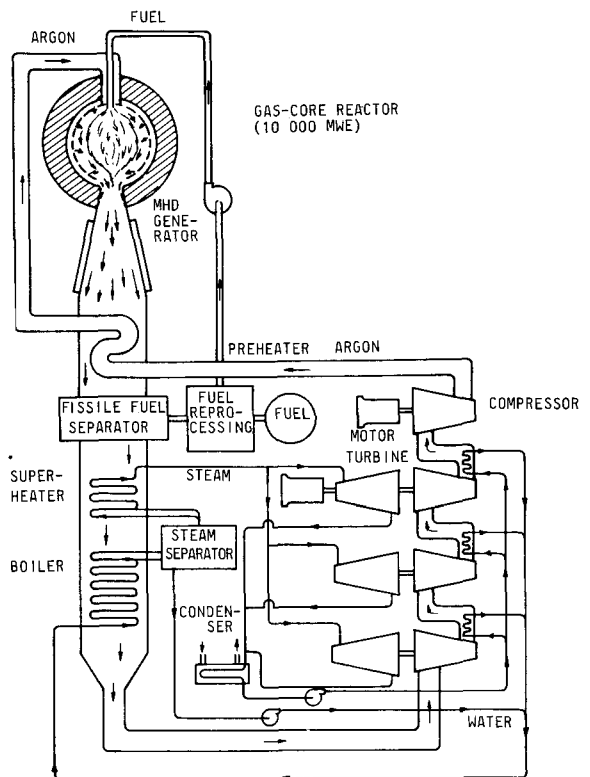 FUEL
ARGON
GAS-CORE REACTOR
(10 000 MWE)
MHD
GENE-
RATOR
PREHEATER
ARGON
FISSILE FUEL
SEPARATOR
FUEL
REPRO-
CESSING
FUEL
COMPRESSOR
MOTOR
TURBINE
SUPER-
HEATER
STEAM
STEAM
SEPARATOR
BOILER
CONDEN-
SER
WATER